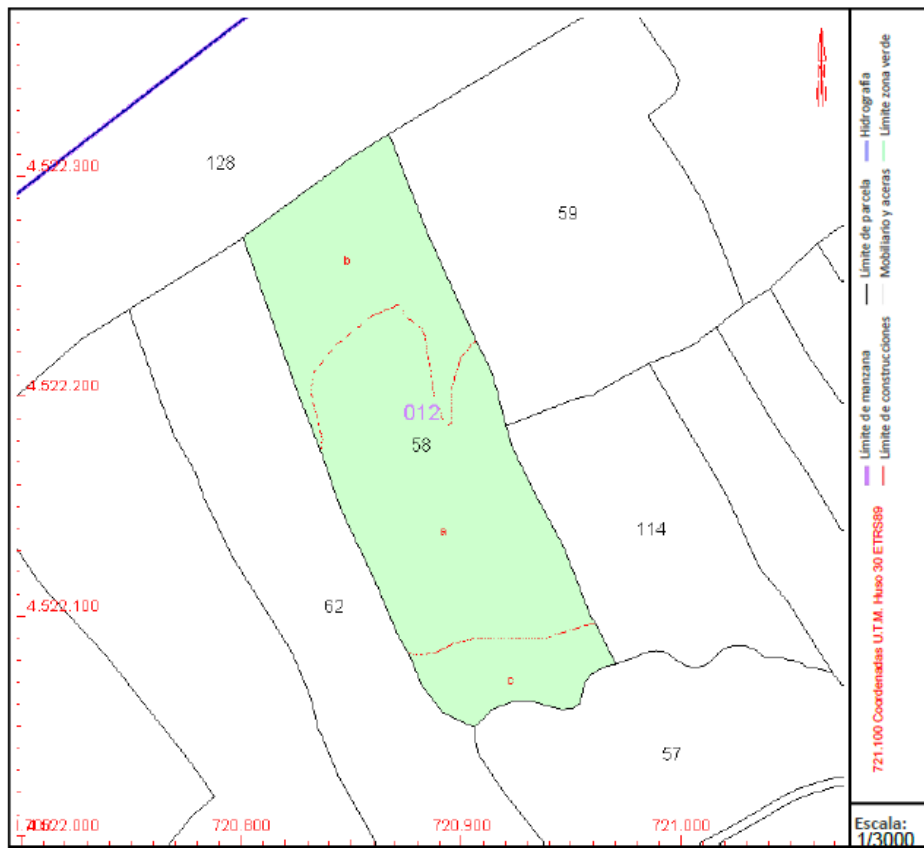 4.522.300
128
59
b
4.522.200
012
58
a
114
4.522.100
62
c
57
4.522.000
720.800
720.900
721.000
Límite de manzana
Límite de parcela
Hidrografía
Límite de construcciones
Mobiliario y aceras
Límite zona verde
721.100 Coordenadas U.T.M. Huso 30 ETRS89
Escala:
1/3000